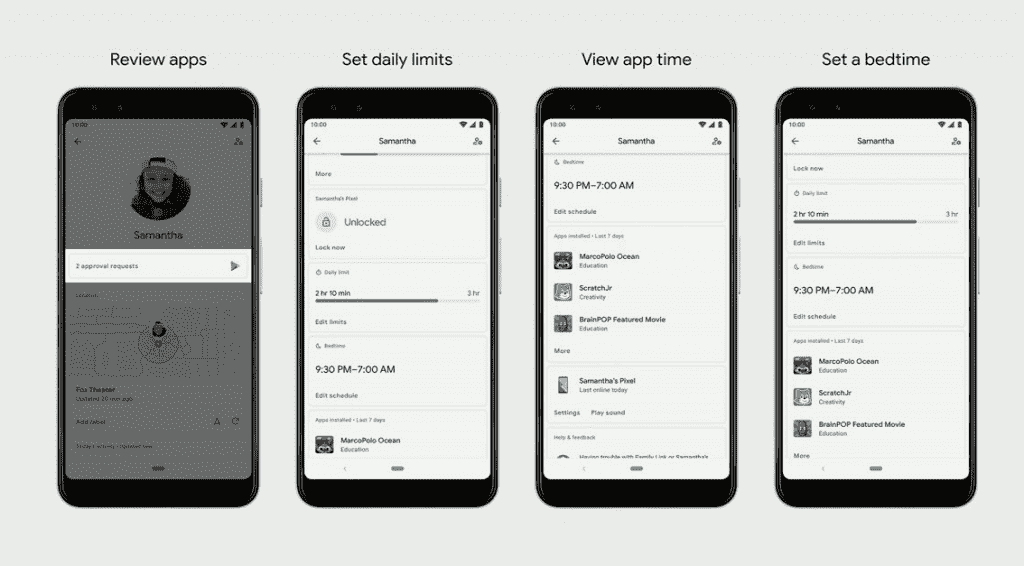 Review apps
10:00
Samantha
2 approval requests
Location
Fox Theater
Updated 20 min ago
Add label
Set daily limits
10:00
Samantha
More
Samantha's Pixel
Unlocked
Lock now
Daily limit
2 hr 10 min
3 hr
Edit limits
Bedtime
9:30 PM–7:00 AM
Edit schedule
Apps installed • Last 7 days
MarcoPolo Ocean
Education
View app time
10:00
Samantha
Bedtime
9:30 PM–7:00 AM
Edit schedule
Apps installed • Last 7 days
MarcoPolo Ocean
Education
ScratchJr
Creativity
BrainPOP Featured Movie
Education
More
Samantha's Pixel
Last online today
Settings Play sound
Help & feedback
Having trouble with Family Link or Samantha's
Set a bedtime
10:00
Samantha
Lock now
Daily limit
2 hr 10 min
3 hr
Edit limits
Bedtime
9:30 PM–7:00 AM
Edit schedule
Apps installed • Last 7 days
MarcoPolo Ocean
Education
ScratchJr
Creativity
BrainPOP Featured Movie
Education
More